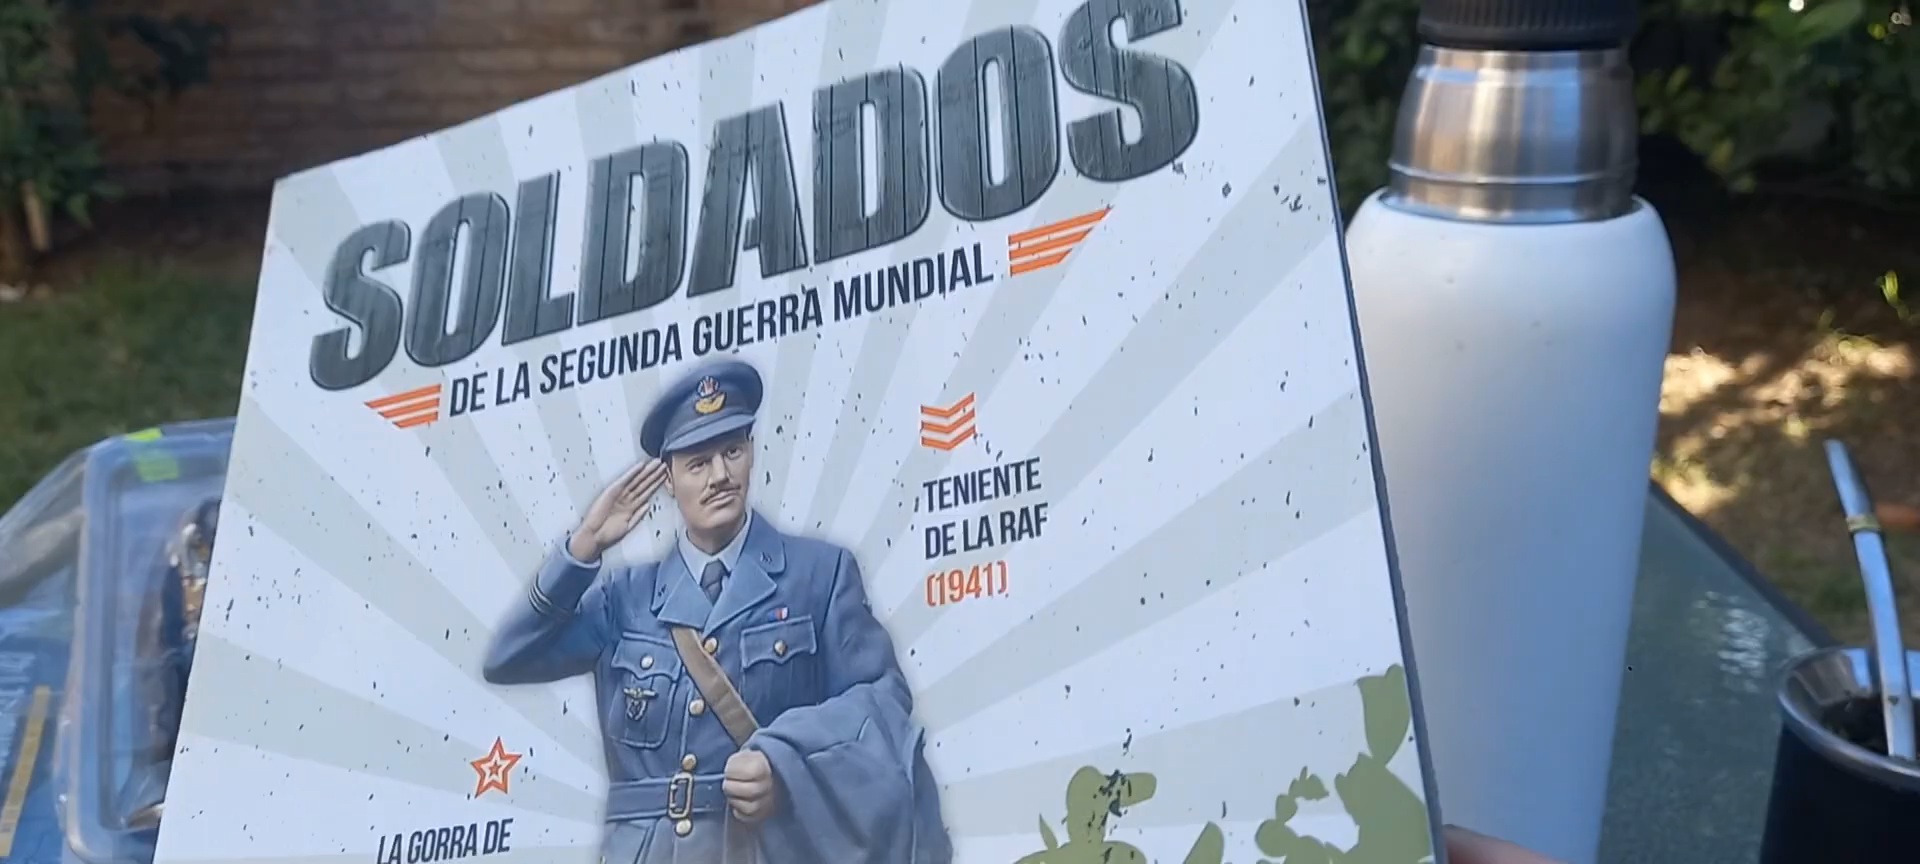 SOLDADOS
DE LA SEGUNDA GUERRA MUNDIAL
TENIENTE
DE LA RAF
(1941)
LA GORRA DE